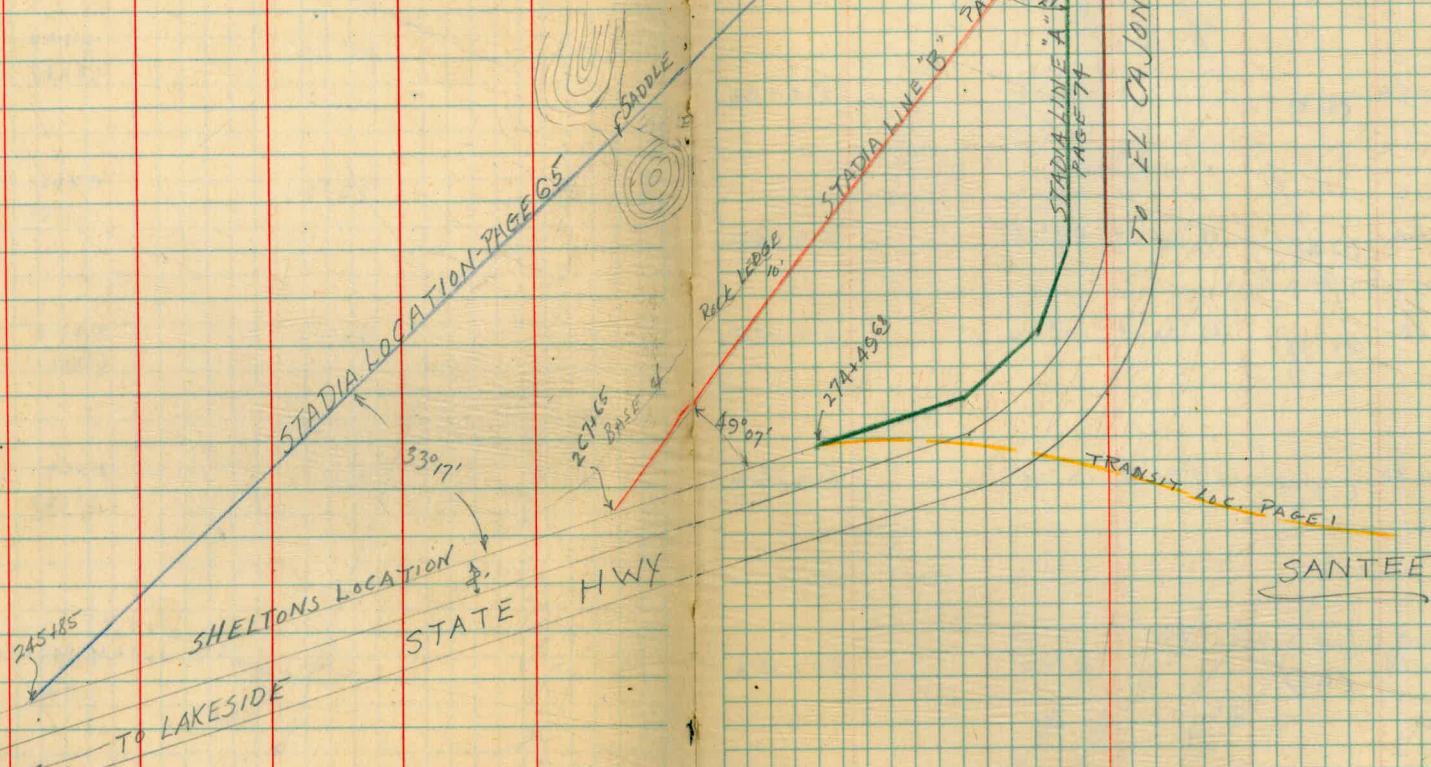 SADDLE
STADIA LOCATION-PAGE 65
33°17'
245+85
SHELTONS LOCATION
STATE HWY
TO LAKESIDE
267+65
BASE
ROCK LEDGE
10'
STADIA LINE "B"
49°07'
274+49.63
STADIA LINE "A"
PAGE 74
TO EL CAJON
TRANSIT LOC. PAGE 1
SANTEE